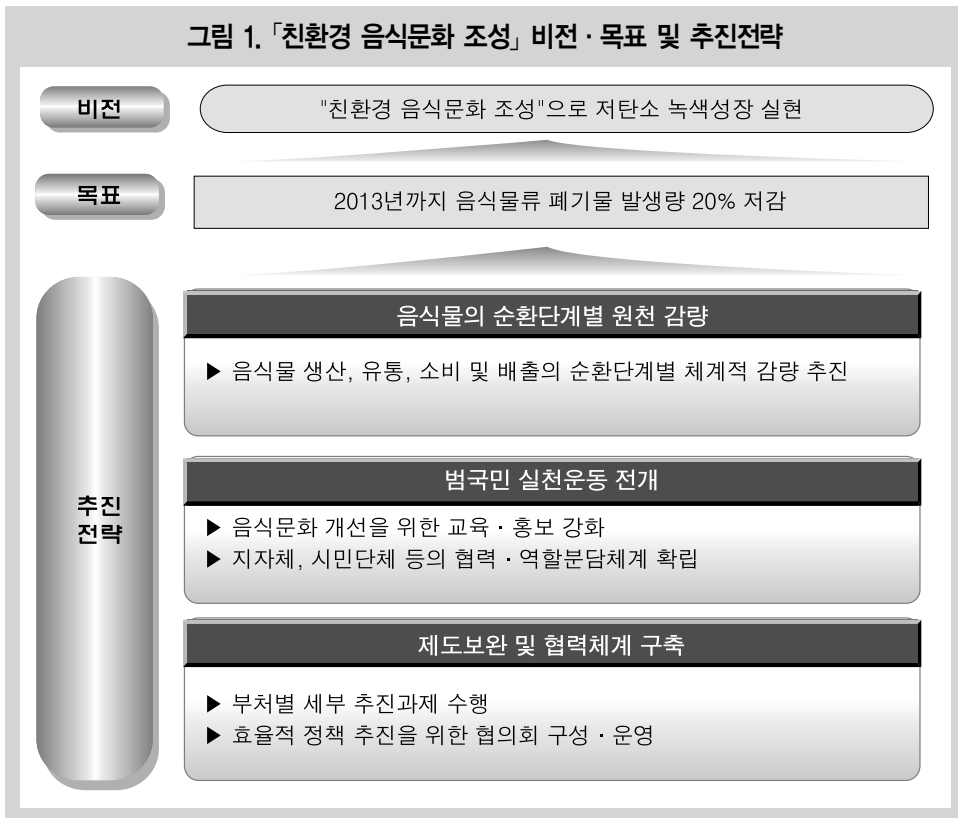 그림 1. 「친환경 음식문화 조성」 비전 · 목표 및 추진전략
비전
"친환경 음식문화 조성"으로 저탄소 녹색성장 실현
목표
2013년까지 음식물류 폐기물 발생량 20% 저감
추진
전략
음식물의 순환단계별 원천 감량
▶ 음식물 생산, 유통, 소비 및 배출의 순환단계별 체계적 감량 추진
범국민 실천운동 전개
▶ 음식문화 개선을 위한 교육 · 홍보 강화
▶ 지자체, 시민단체 등의 협력 · 역할분담체계 확립
제도보완 및 협력체계 구축
▶ 부처별 세부 추진과제 수행
▶ 효율적 정책 추진을 위한 협의회 구성 · 운영